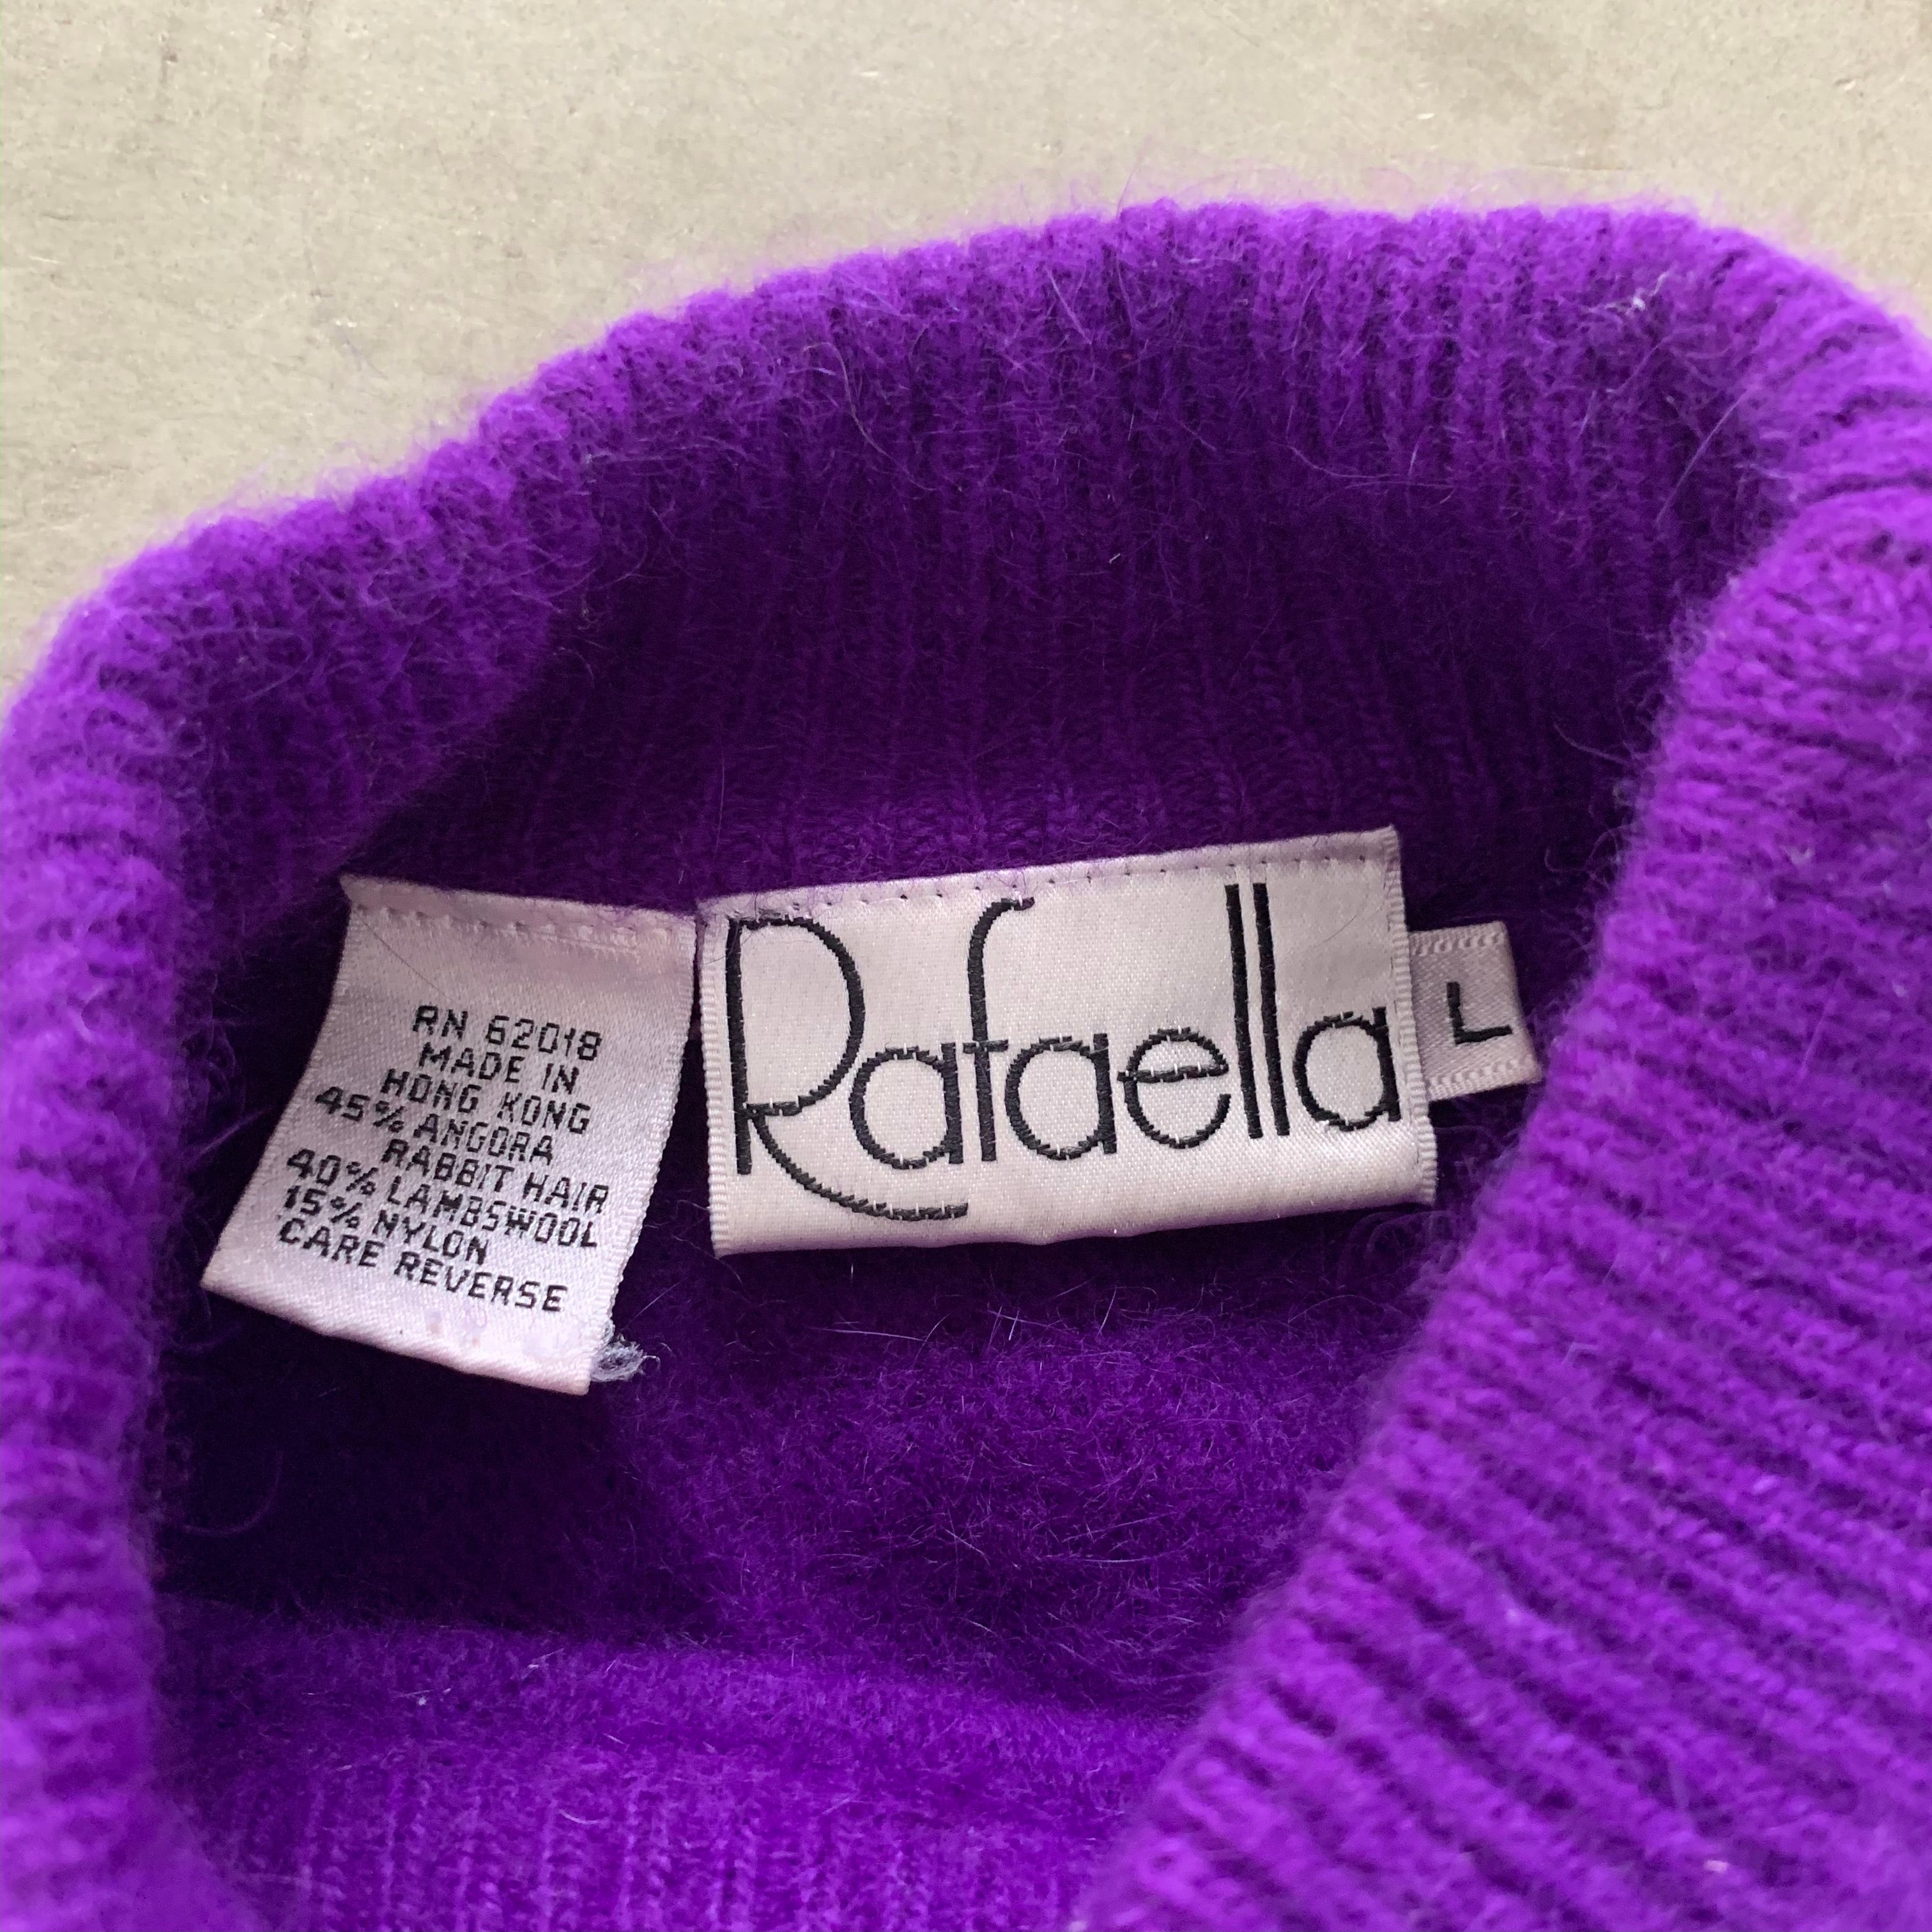 RN 62018
MADE IN
HONG KONG
45% ANGORA
RABBIT HAIR
40% LAMBSWOOL
15% NYLON
CARE REVERSE
Rafaella
L